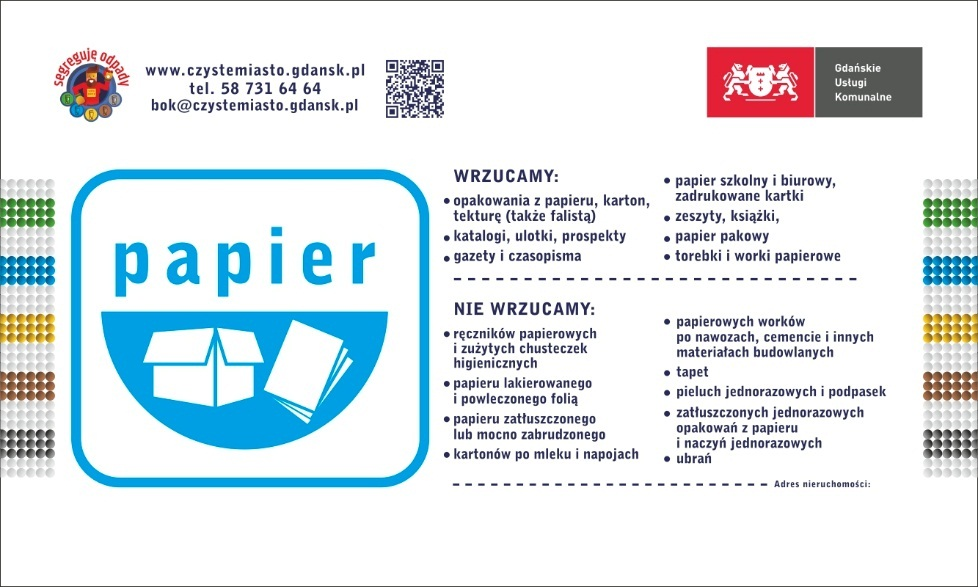 segreguję odpady
www.czystemiasto.gdansk.pl
tel. 58 731 64 64
bok@czystemiasto.gdansk.pl
Gdańskie
Usługi
Komunalne
papier
WRZUCAMY:
• opakowania z papieru, karton,
tekturę (także falistą)
• katalogi, ulotki, prospekty
• gazety i czasopisma
• papier szkolny i biurowy,
zadrukowane kartki
• zeszyty, książki,
• papier pakowy
• torebki i worki papierowe
NIE WRZUCAMY:
• ręczników papierowych
i zużytych chusteczek
higienicznych
• papieru lakierowanego
i powleczonego folią
• papieru zatłuszczonego
lub mocno zabrudzonego
• kartonów po mleku i napojach
• papierowych worków
po nawozach, cemencie i innych
materiałach budowlanych
• tapet
• pieluch jednorazowych i podpasek
• zatłuszczonych jednorazowych
opakowań z papieru
i naczyń jednorazowych
• ubrań
Adres nieruchomości: